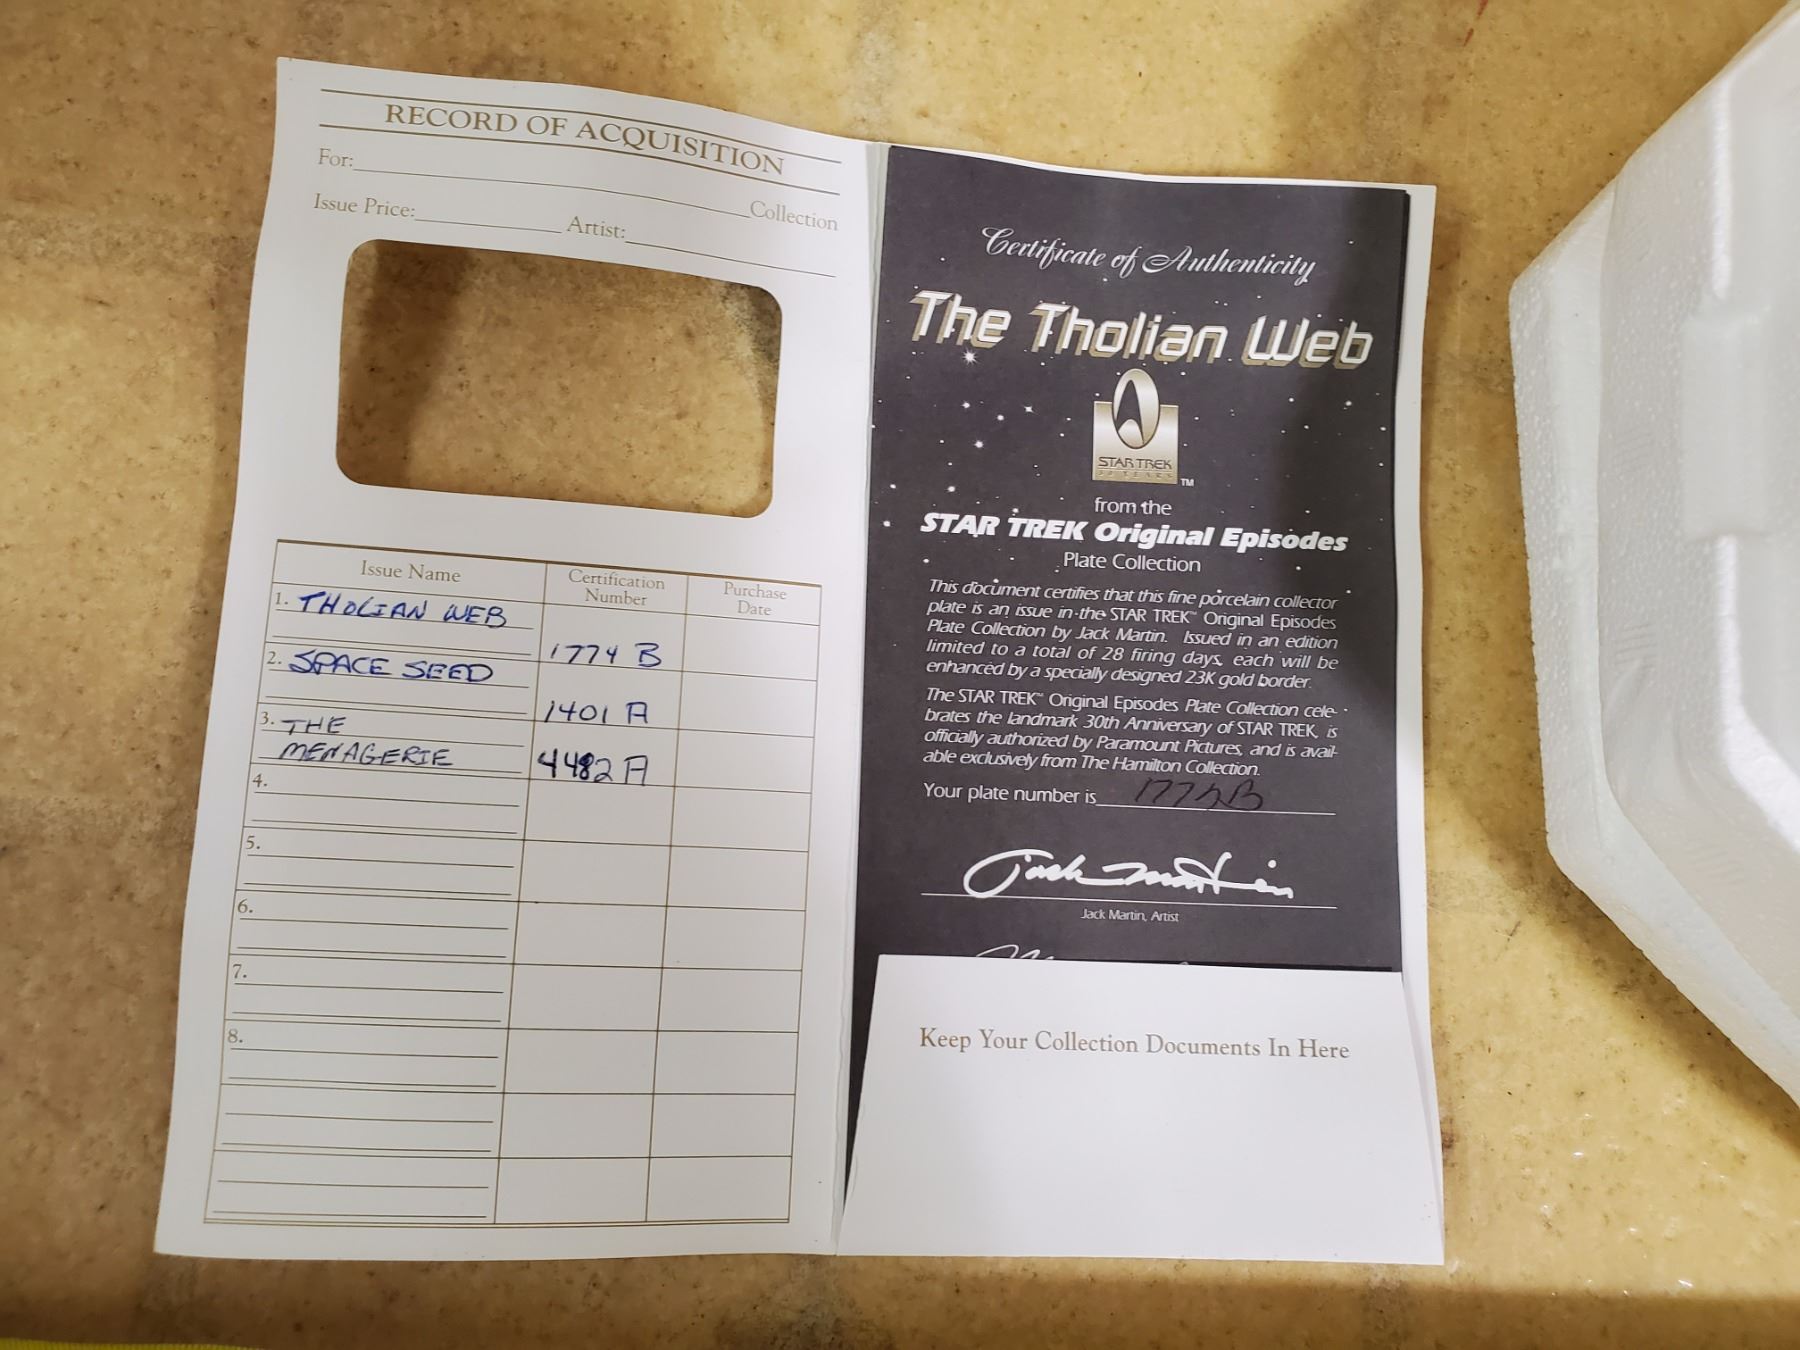 RECORD OF ACQUISITION
For: Collection
Issue Price: Artist:
Issue Name Certification Number Purchase Date
1. THOLIAN WEB 1774 B
2. SPACE SEED 1401 A
3. THE
MENAGERIE 4482 A
4.
5.
6.
7.
8.
Certificate of Authenticity
The Tholian Web
STAR TREK
30 YEARS
TM
from the
STAR TREK Original Episodes
Plate Collection
This document certifies that this fine porcelain collector
plate is an issue in the STAR TREK™ Original Episodes
Plate Collection by Jack Martin. Issued in an edition
limited to a total of 28 firing days, each will be
enhanced by a specially designed 23K gold border.
The STAR TREK™ Original Episodes Plate Collection cele-
brates the landmark 30th Anniversary of STAR TREK, is
officially authorized by Paramount Pictures, and is avail-
able exclusively from The Hamilton Collection.
Your plate number is 1774B
Jack Martin
Jack Martin, Artist
Keep Your Collection Documents In Here